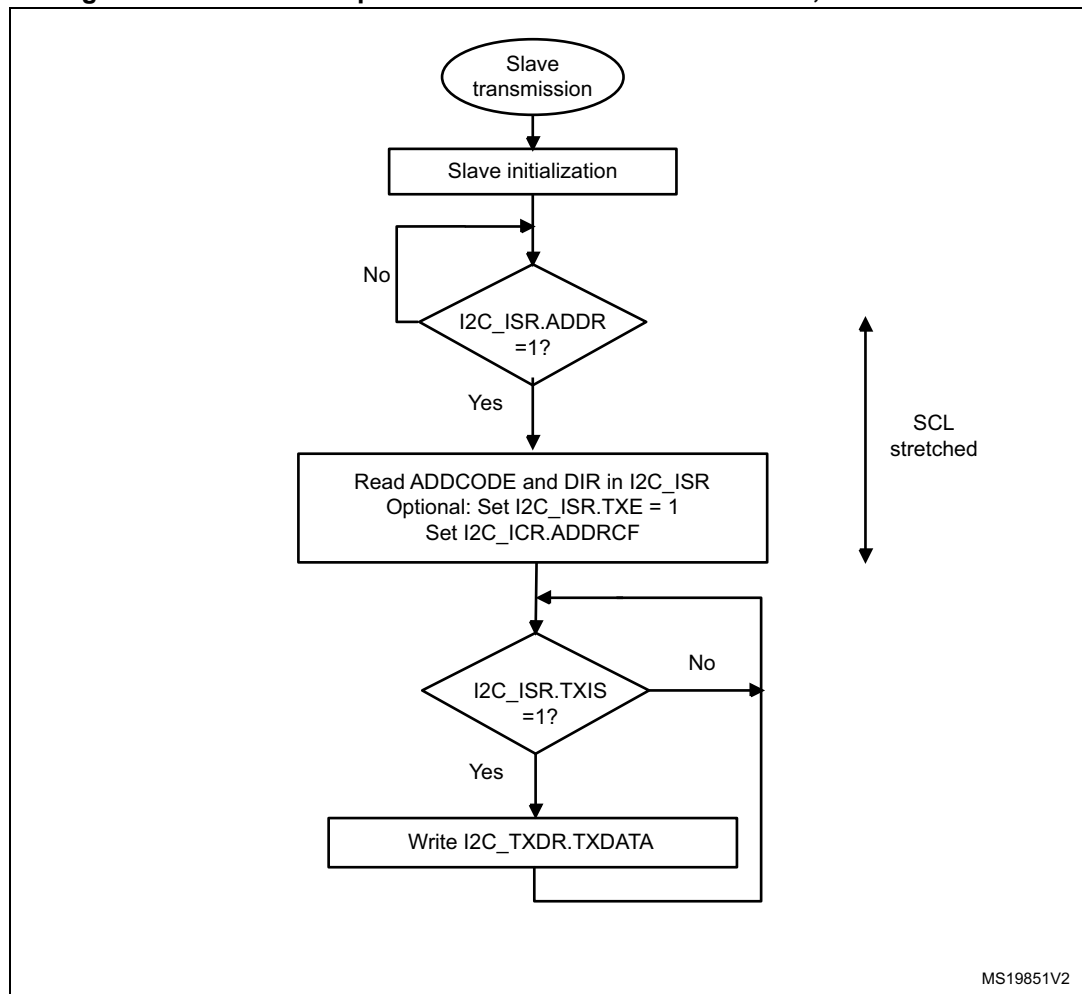 Slave
transmission
Slave initialization
No
I2C_ISR.ADDR
=1?
Yes
SCL
stretched
Read ADDCODE and DIR in I2C_ISR
Optional: Set I2C_ISR.TXE = 1
Set I2C_ICR.ADDRCF
No
I2C_ISR.TXIS
=1?
Yes
Write I2C_TXDR.TXDATA
MS19851V2